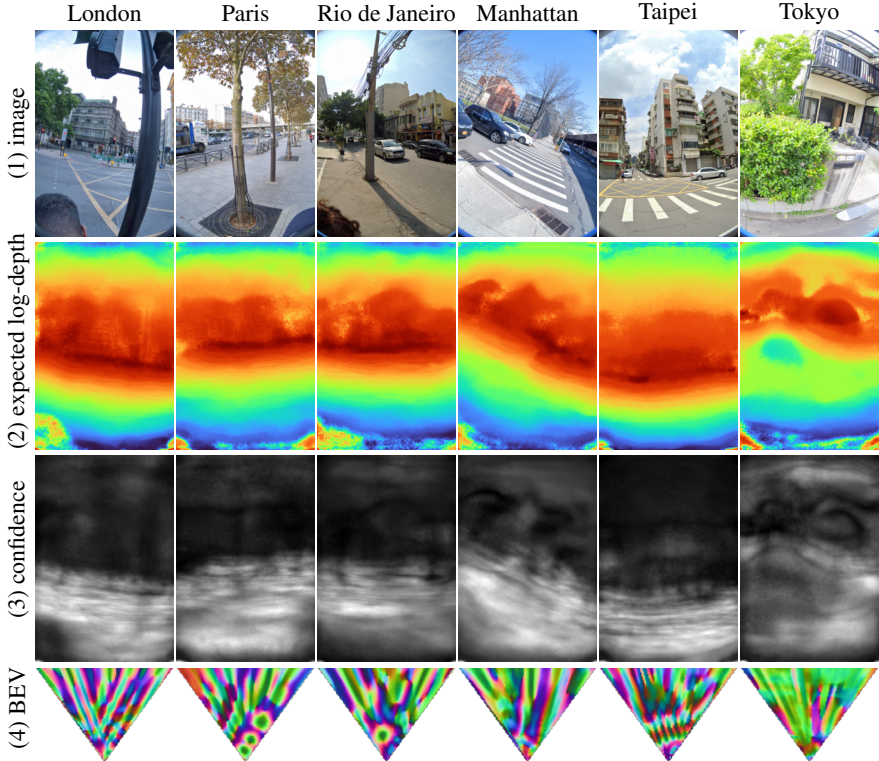 London Paris Rio de Janeiro Manhattan Taipei Tokyo
(1) image
(2) expected log-depth
(3) confidence
(4) BEV